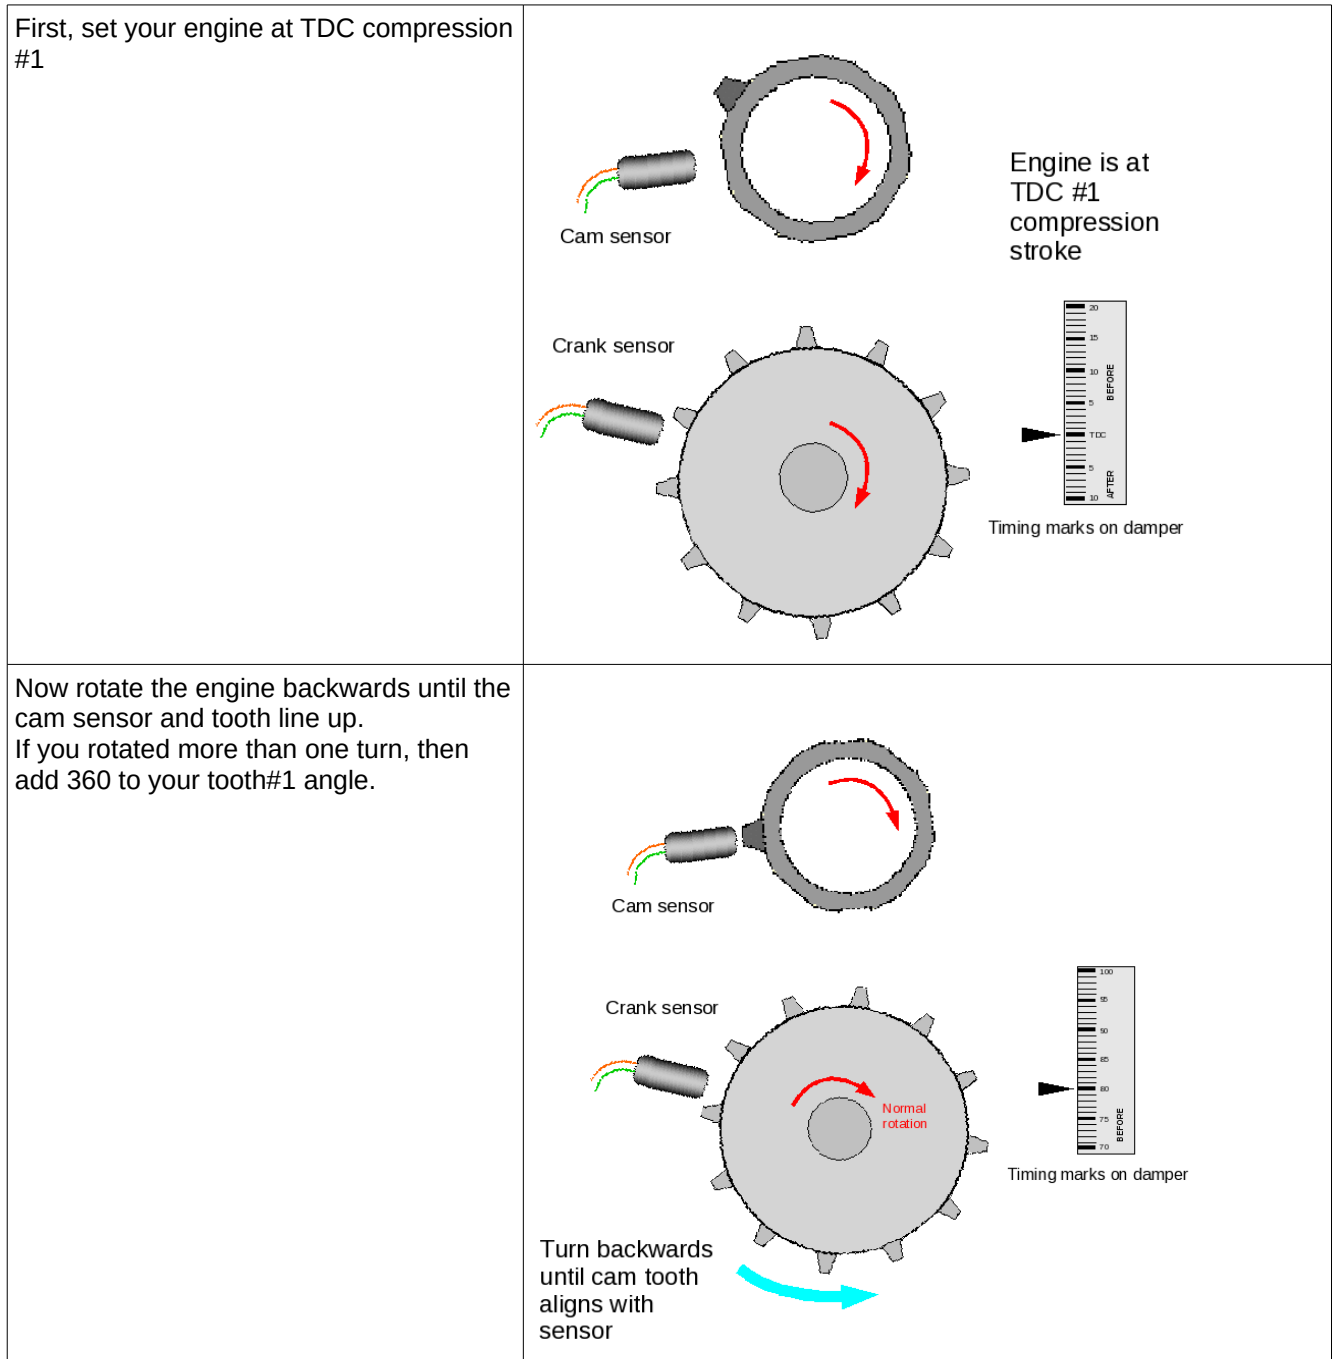 First, set your engine at TDC compression
#1
Cam sensor
Engine is at
TDC #1
compression
stroke
Crank sensor
20
15
10
5
TDC
5
10
BEFORE
AFTER
Timing marks on damper
Now rotate the engine backwards until the
cam sensor and tooth line up.
If you rotated more than one turn, then
add 360 to your tooth#1 angle.
Cam sensor
Crank sensor
Normal
rotation
100
95
90
85
80
75
70
BEFORE
Timing marks on damper
Turn backwards
until cam tooth
aligns with
sensor